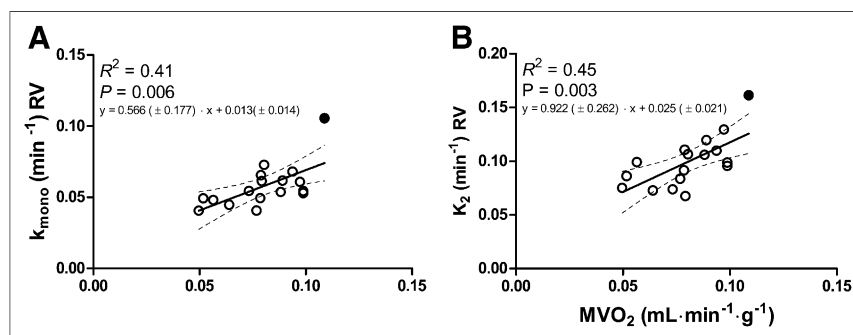 A
0.15
R² = 0.41
P = 0.006
y = 0.566 ( ± 0.177) · x + 0.013( ± 0.014)
0.10
0.05
0.00
kmono (min⁻¹) RV
0.00 0.05 0.10 0.15
B
0.20
R² = 0.45
P = 0.003
y = 0.922 ( ± 0.262) · x + 0.025 ( ± 0.021)
0.15
0.10
0.05
0.00
K₂ (min⁻¹) RV
0.00 0.05 0.10 0.15
MVO₂ (mL·min⁻¹·g⁻¹)